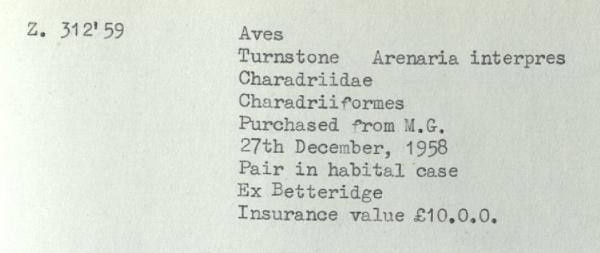 Z. 312'59
Aves
Turnstone Arenaria interpres
Charadriidae
Charadriiformes
Purchased from M.G.
27th December, 1958
Pair in habital case
Ex Betteridge
Insurance value £10.0.0.